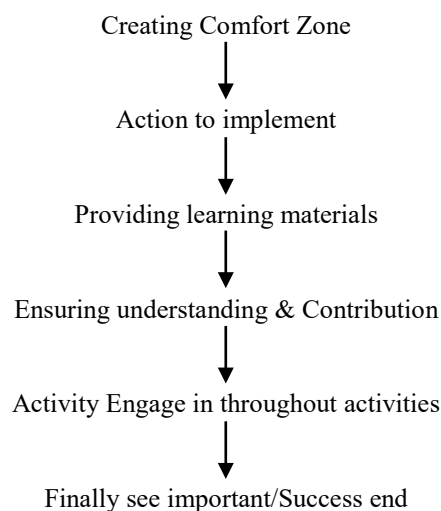 Creating Comfort Zone
Action to implement
Providing learning materials
Ensuring understanding & Contribution
Activity Engage in throughout activities
Finally see important/Success end